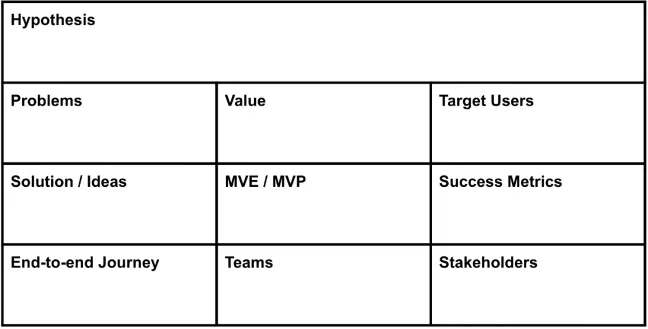 Hypothesis
Problems
Value
Target Users
Solution / Ideas
MVE / MVP
Success Metrics
End-to-end Journey
Teams
Stakeholders